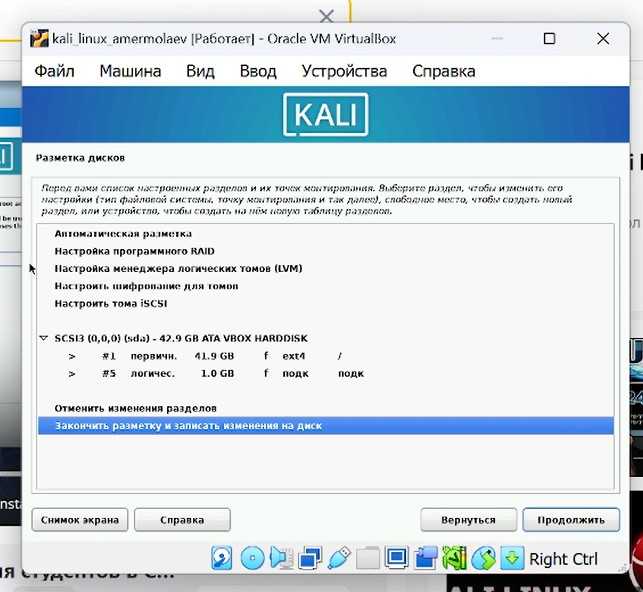 kali_linux_amermolaev [Работает] - Oracle VM VirtualBox
Файл Машина Вид Ввод Устройства Справка
KALI
Разметка дисков
Перед вами список настроенных разделов и их точек монтирования. Выберите раздел, чтобы изменить его
настройки (тип файловой системы, точку монтирования и так далее), свободное место, чтобы создать новый
раздел, или устройство, чтобы создать на нём новую таблицу разделов.
Автоматическая разметка
Настройка программного RAID
Настройка менеджера логических томов (LVM)
Настроить шифрование для томов
Настроить тома iSCSI
SCSI3 (0,0,0) (sda) - 42.9 GB ATA VBOX HARDDISK
> #1 первичн. 41.9 GB f ext4 /
> #5 логичес. 1.0 GB f подк подк
Отменить изменения разделов
Закончить разметку и записать изменения на диск
Снимок экрана Справка Вернуться Продолжить
Right Ctrl